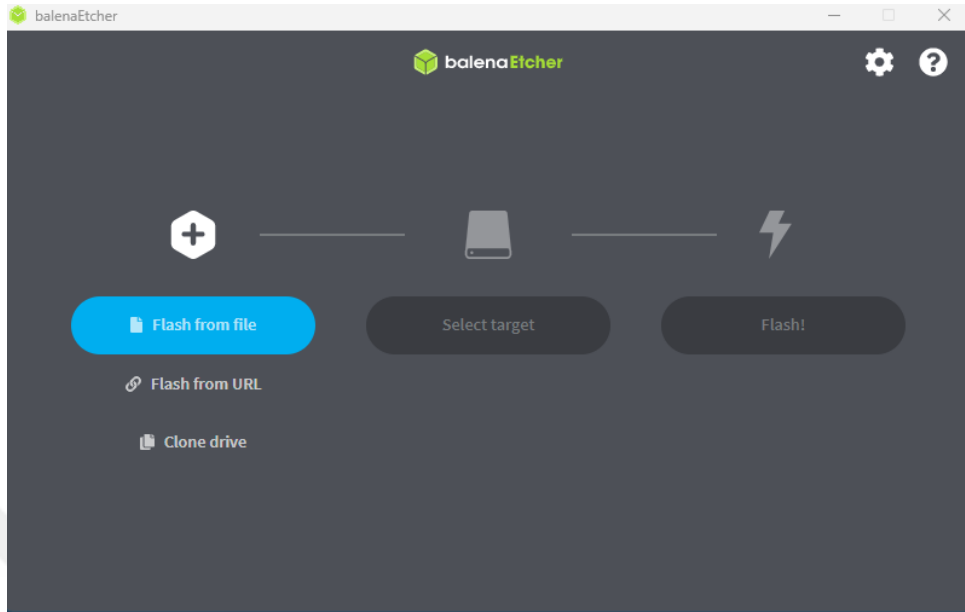 balenaEtcher
balenaEtcher
Flash from file
Select target
Flash!
Flash from URL
Clone drive